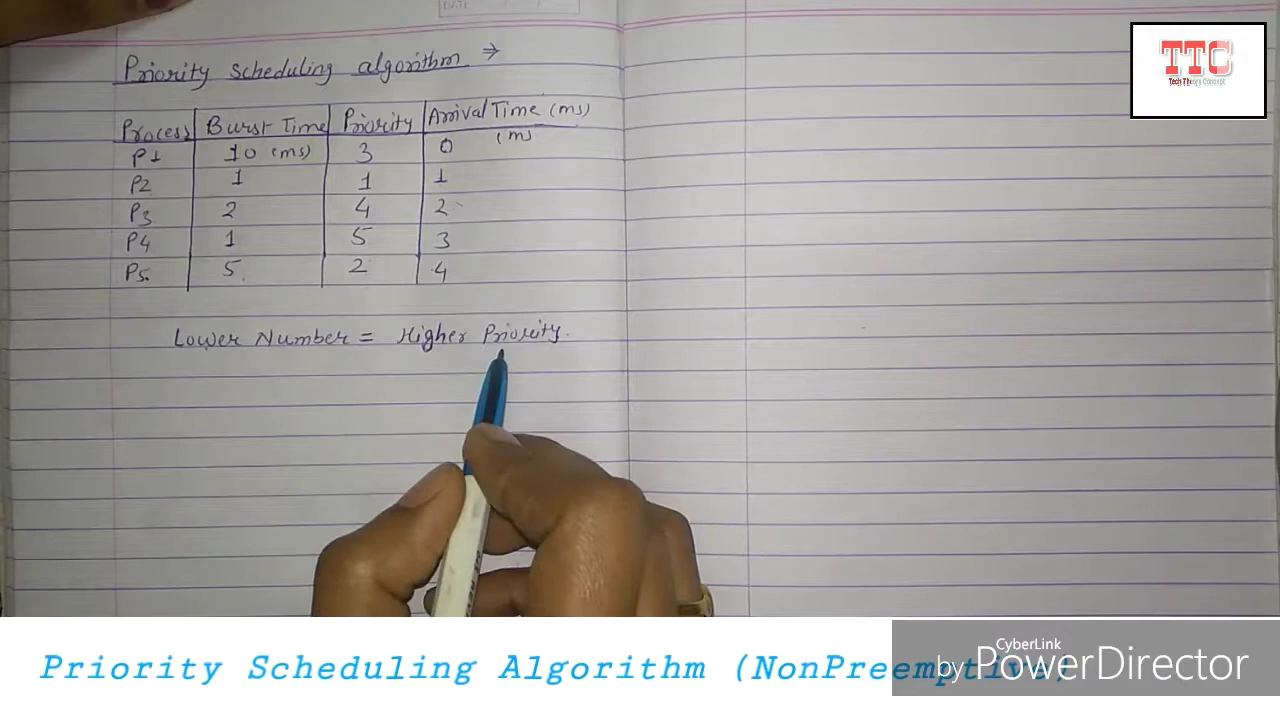 DATE
TTC
Tech Theory Concept
Priority scheduling algorithm →
Process Burst Time Priority Arrival Time (ms)
(ms
P1 10 (ms) 3 0
P2 1 1 1
P3 2 4 2
P4 1 5 3
P5. 5 2 4
Lower Number = Higher Priority.
Priority Scheduling Algorithm (NonPreemptive)
CyberLink
by PowerDirector